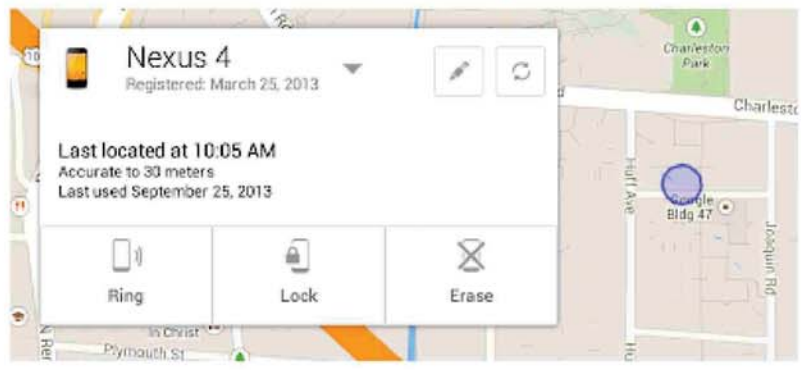 Nexus 4
Registered: March 25, 2013
Last located at 10:05 AM
Accurate to 30 meters
Last used September 25, 2013
Ring
Lock
Erase
Charleston
Park
Charlesto
Huff Ave
Google
Bldg 47
Joaquin Rd
In Christ
Plymouth St
N Re
Hu